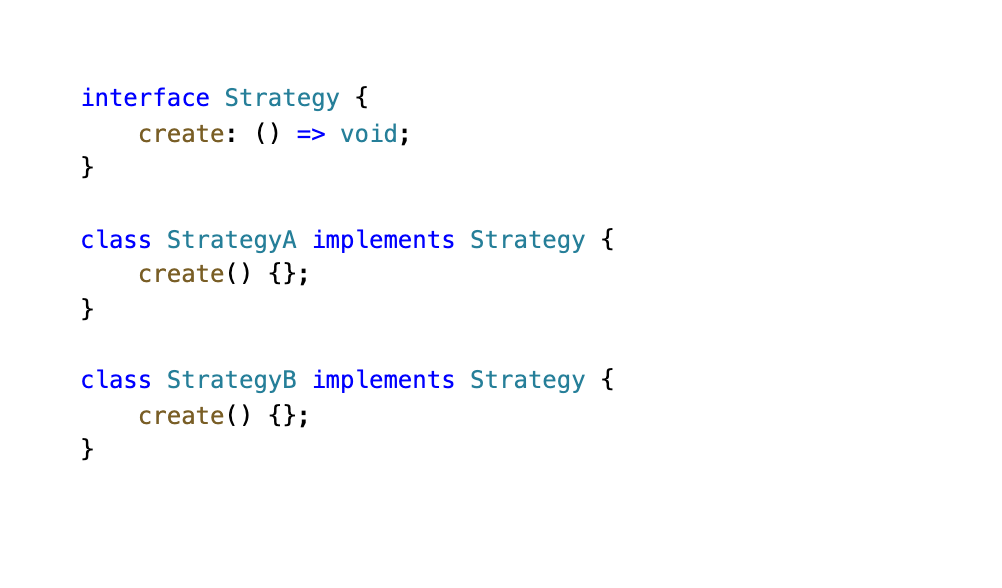 interface Strategy {
    create: () => void;
}

class StrategyA implements Strategy {
    create() {};
}

class StrategyB implements Strategy {
    create() {};
}